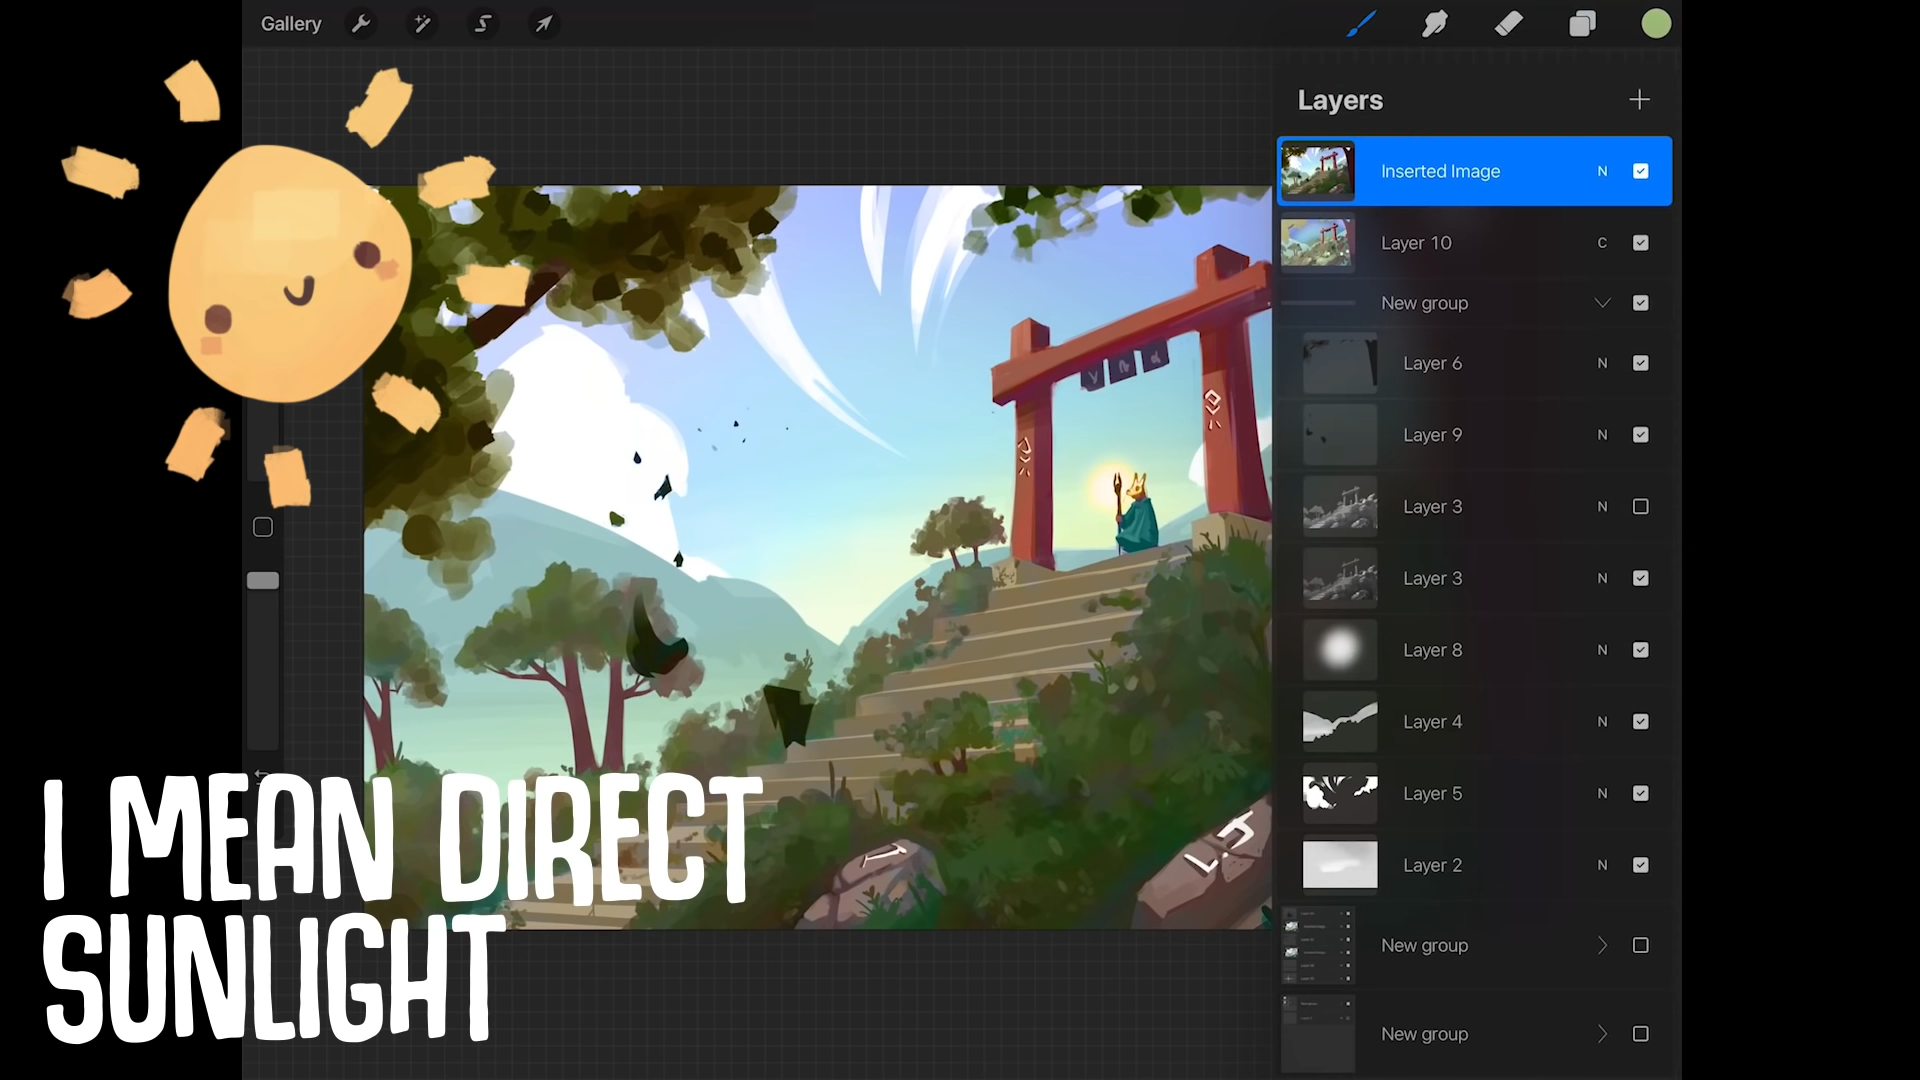 Gallery
Layers
Inserted Image N
Layer 10 C
New group
Layer 6 N
Layer 9 N
Layer 3 N
Layer 3 N
Layer 8 N
Layer 4 N
Layer 5 N
Layer 2 N
New group
New group
I MEAN DIRECT
SUNLIGHT